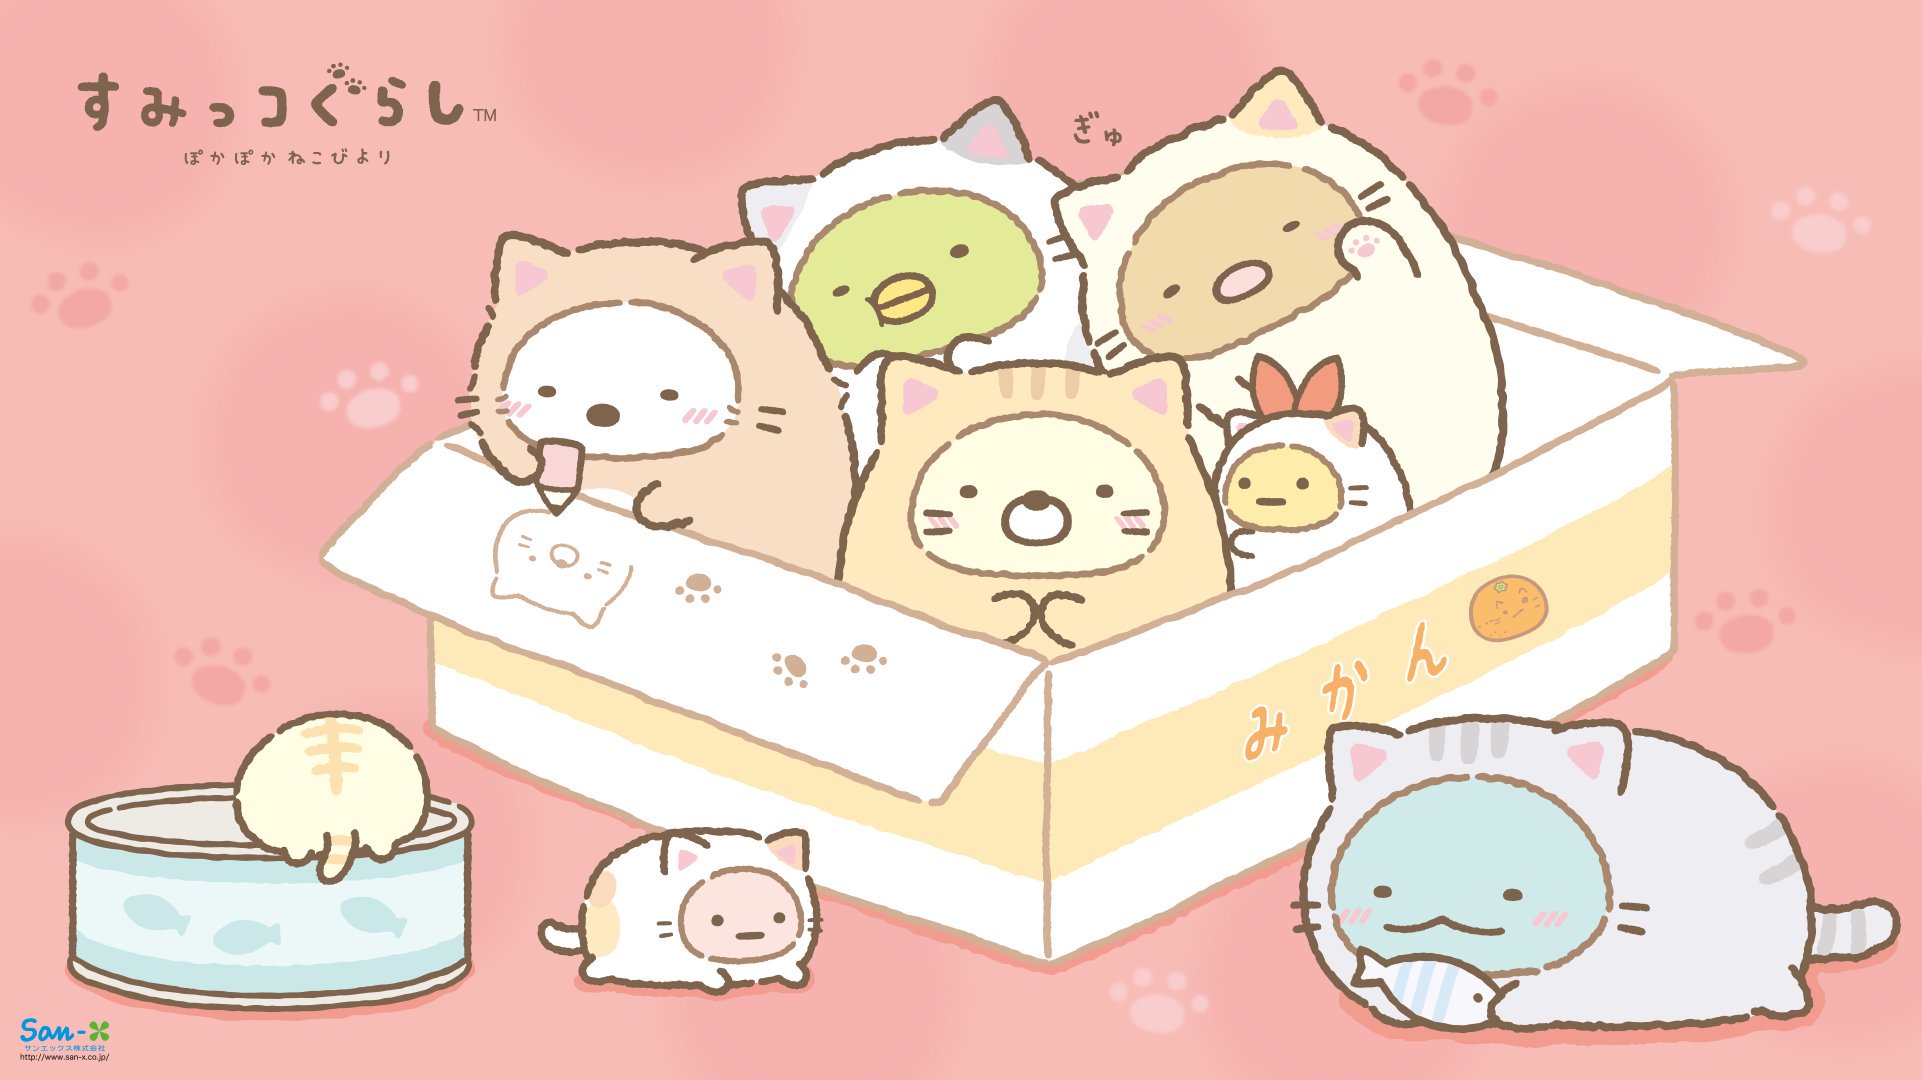 すみっコぐらし™
ぽかぽかねこびより
ぎゅ
みかん
San-X
サンエックス株式会社
http://www.san-x.co.jp/